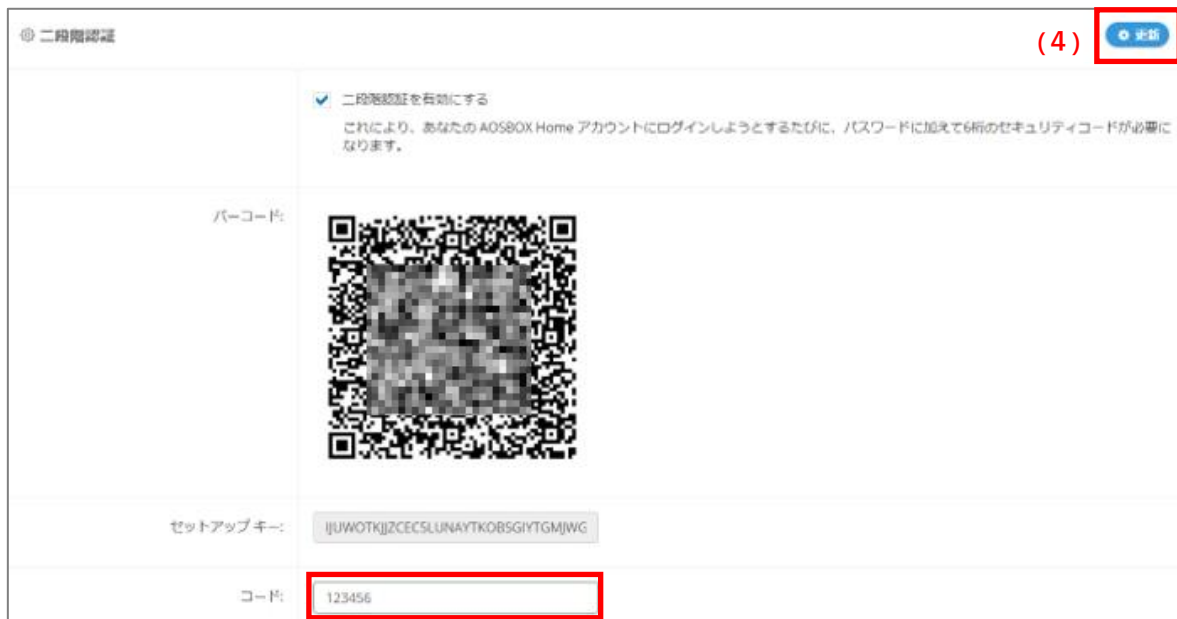 二段階認証
(4)
更新
二段階認証を有効にする
これにより、あなたの AOSBOX Home アカウントにログインしようとするたびに、パスワードに加えて6桁のセキュリティコードが必要に
なります。
バーコード:
セットアップ キー:
IJUWOTKJJZCEC5LUNAYTKOBSGIYTGMJWG
コード:
123456